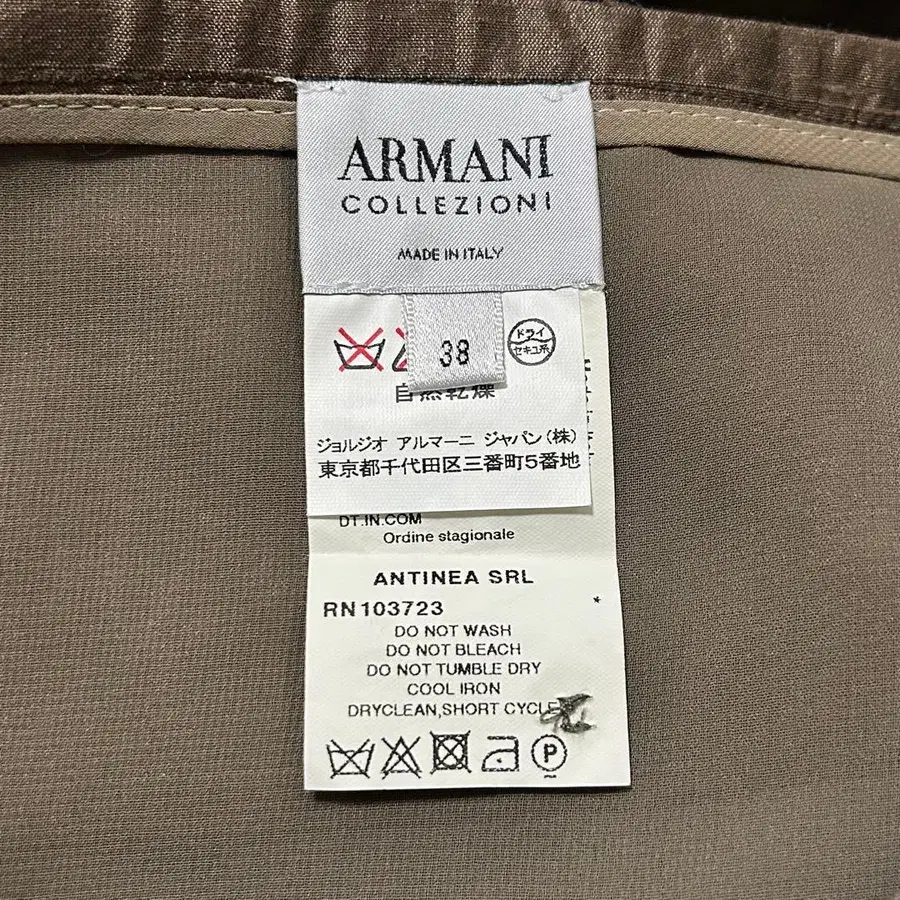 ARMANI
COLLEZIONI
MADE IN ITALY
38
ドライ
セキユ系
自然乾燥
ジョルジオ アルマーニ ジャパン(株)
東京都千代田区三番町5番地
DT.IN.COM
Ordine stagionale
ANTINEA SRL
RN103723
DO NOT WASH
DO NOT BLEACH
DO NOT TUMBLE DRY
COOL IRON
DRYCLEAN,SHORT CYCLE
P